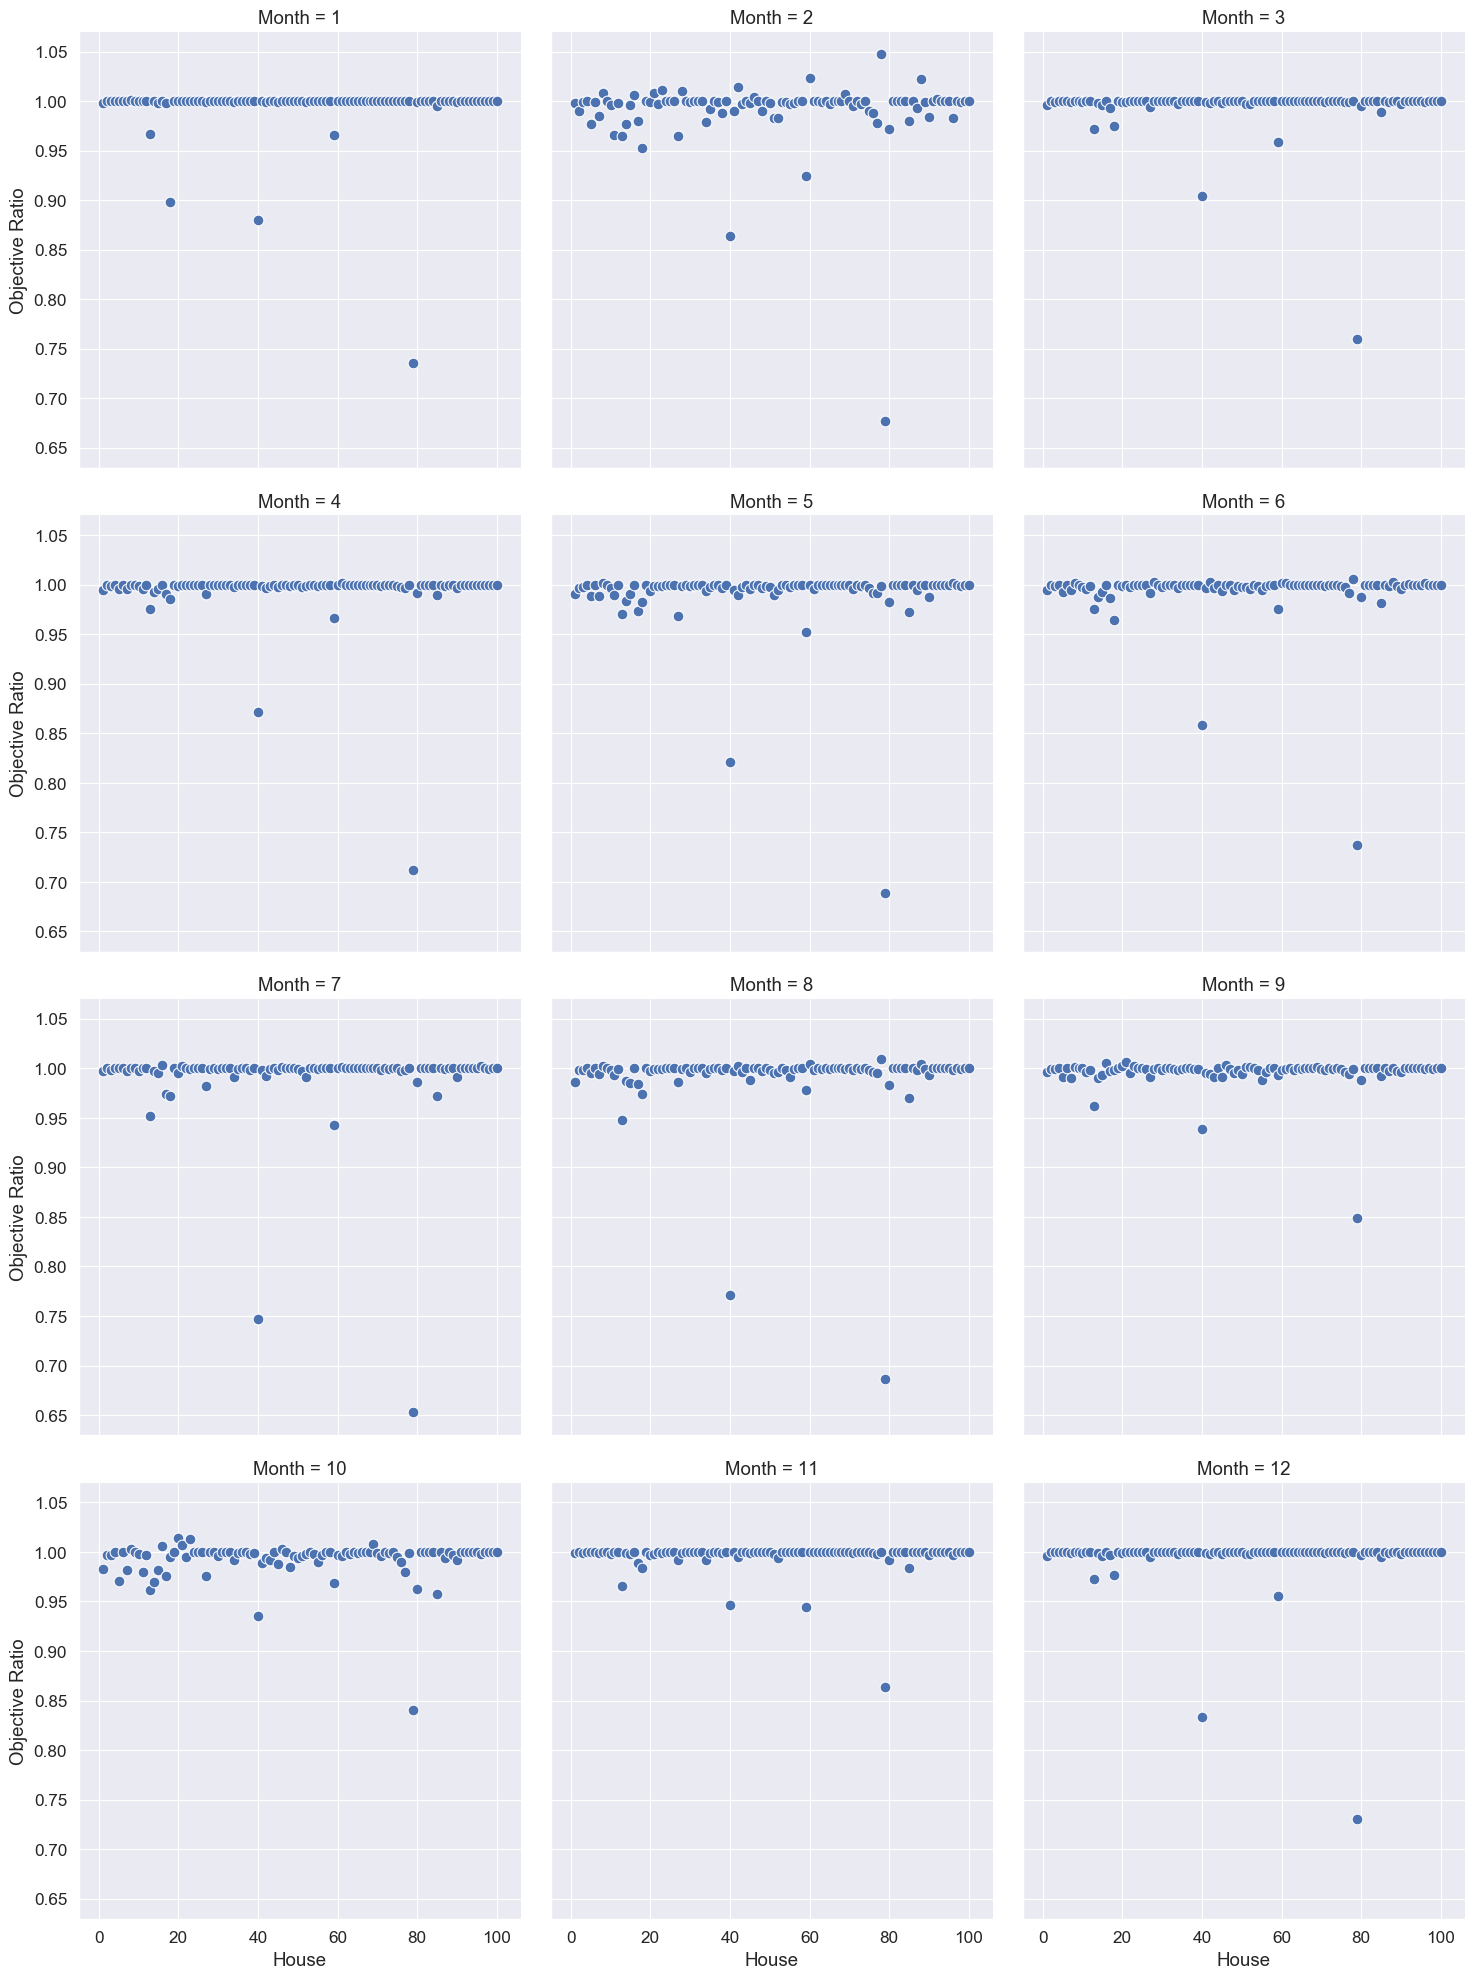 Month = 1
Month = 2
Month = 3
1.05
1.00
0.95
0.90
0.85
0.80
0.75
0.70
0.65
Objective Ratio
Month = 4
Month = 5
Month = 6
1.05
1.00
0.95
0.90
0.85
0.80
0.75
0.70
0.65
Objective Ratio
Month = 7
Month = 8
Month = 9
1.05
1.00
0.95
0.90
0.85
0.80
0.75
0.70
0.65
Objective Ratio
Month = 10
Month = 11
Month = 12
1.05
1.00
0.95
0.90
0.85
0.80
0.75
0.70
0.65
Objective Ratio
0 20 40 60 80 100
0 20 40 60 80 100
0 20 40 60 80 100
House
House
House